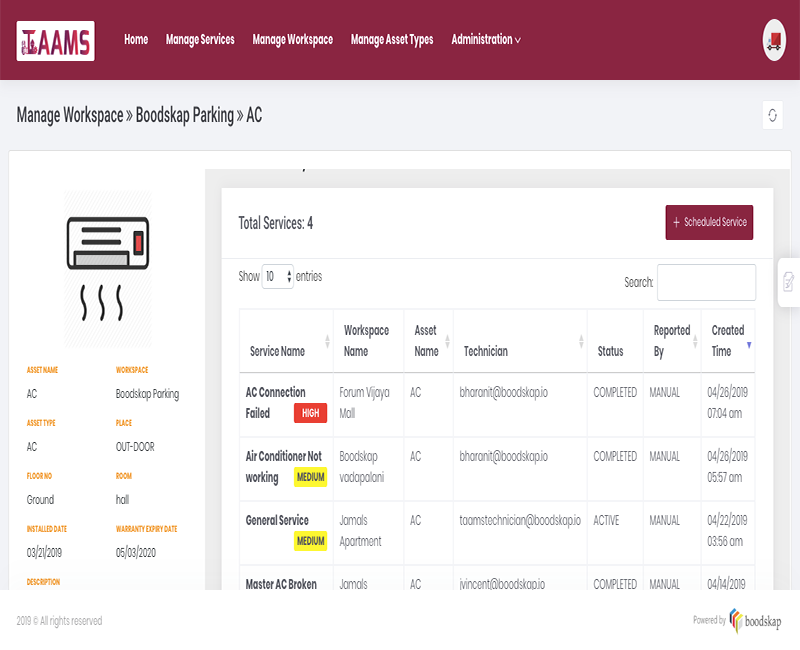 TAAMS
Home Manage Services Manage Workspace Manage Asset Types Administration
Manage Workspace » Boodskap Parking » AC
Total Services: 4
+ Scheduled Service
Show 10 entries
Search:
Service Name Workspace Name Asset Name Technician Status Reported By Created Time
AC Connection Failed HIGH Forum Vijaya Mall AC bharanit@boodskap.io COMPLETED MANUAL 04/26/2019 07:04 am
Air Conditioner Not working MEDIUM Boodskap vadapalani AC bharanit@boodskap.io COMPLETED MANUAL 04/26/2019 05:57 am
General Service MEDIUM Jamals Apartment AC taamstechnician@boodskap.io ACTIVE MANUAL 04/22/2019 03:56 am
Master AC Broken Jamals AC jvincent@boodskap.io COMPLETED MANUAL 04/14/2019
ASSET NAME WORKSPACE
AC Boodskap Parking
ASSET TYPE PLACE
AC OUT-DOOR
FLOOR NO ROOM
Ground hall
INSTALLED DATE WARRANTY EXPIRY DATE
03/21/2019 05/03/2020
DESCRIPTION
2019 © All rights reserved
Powered by boodskap